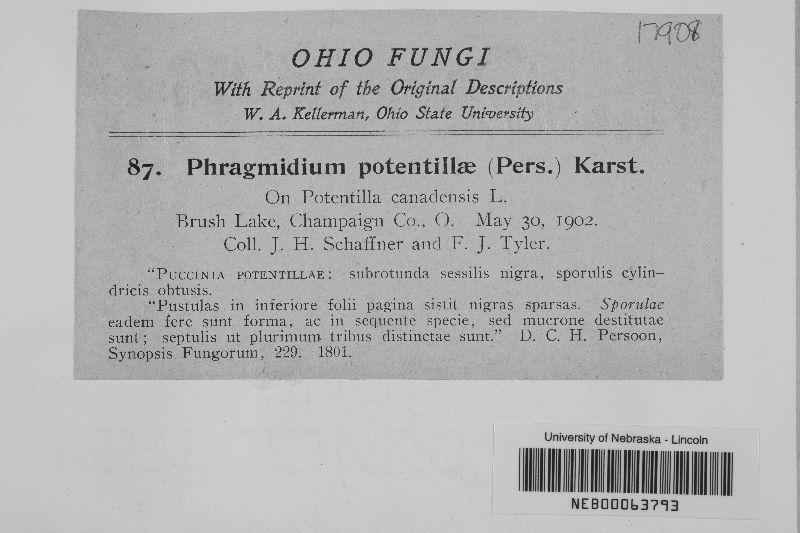 17908
OHIO FUNGI
With Reprint of the Original Descriptions
W. A. Kellerman, Ohio State University
87. Phragmidium potentillæ (Pers.) Karst.
On Potentilla canadensis L.
Brush Lake, Champaign Co., O. May 30, 1902.
Coll. J. H. Schaffner and F. J. Tyler.
"PUCCINIA POTENTILLAE: subrotunda sessilis nigra, sporulis cylin-
dricis obtusis.
"Pustulas in inferiore folii pagina sistit nigras sparsas. Sporulae
eadem fere sunt forma, ac in sequente specie, sed mucrone destitutae
sunt; septulis ut plurimum tribus distinctae sunt." D. C. H. Persoon,
Synopsis Fungorum, 229. 1801.
University of Nebraska - Lincoln
NEB00063793